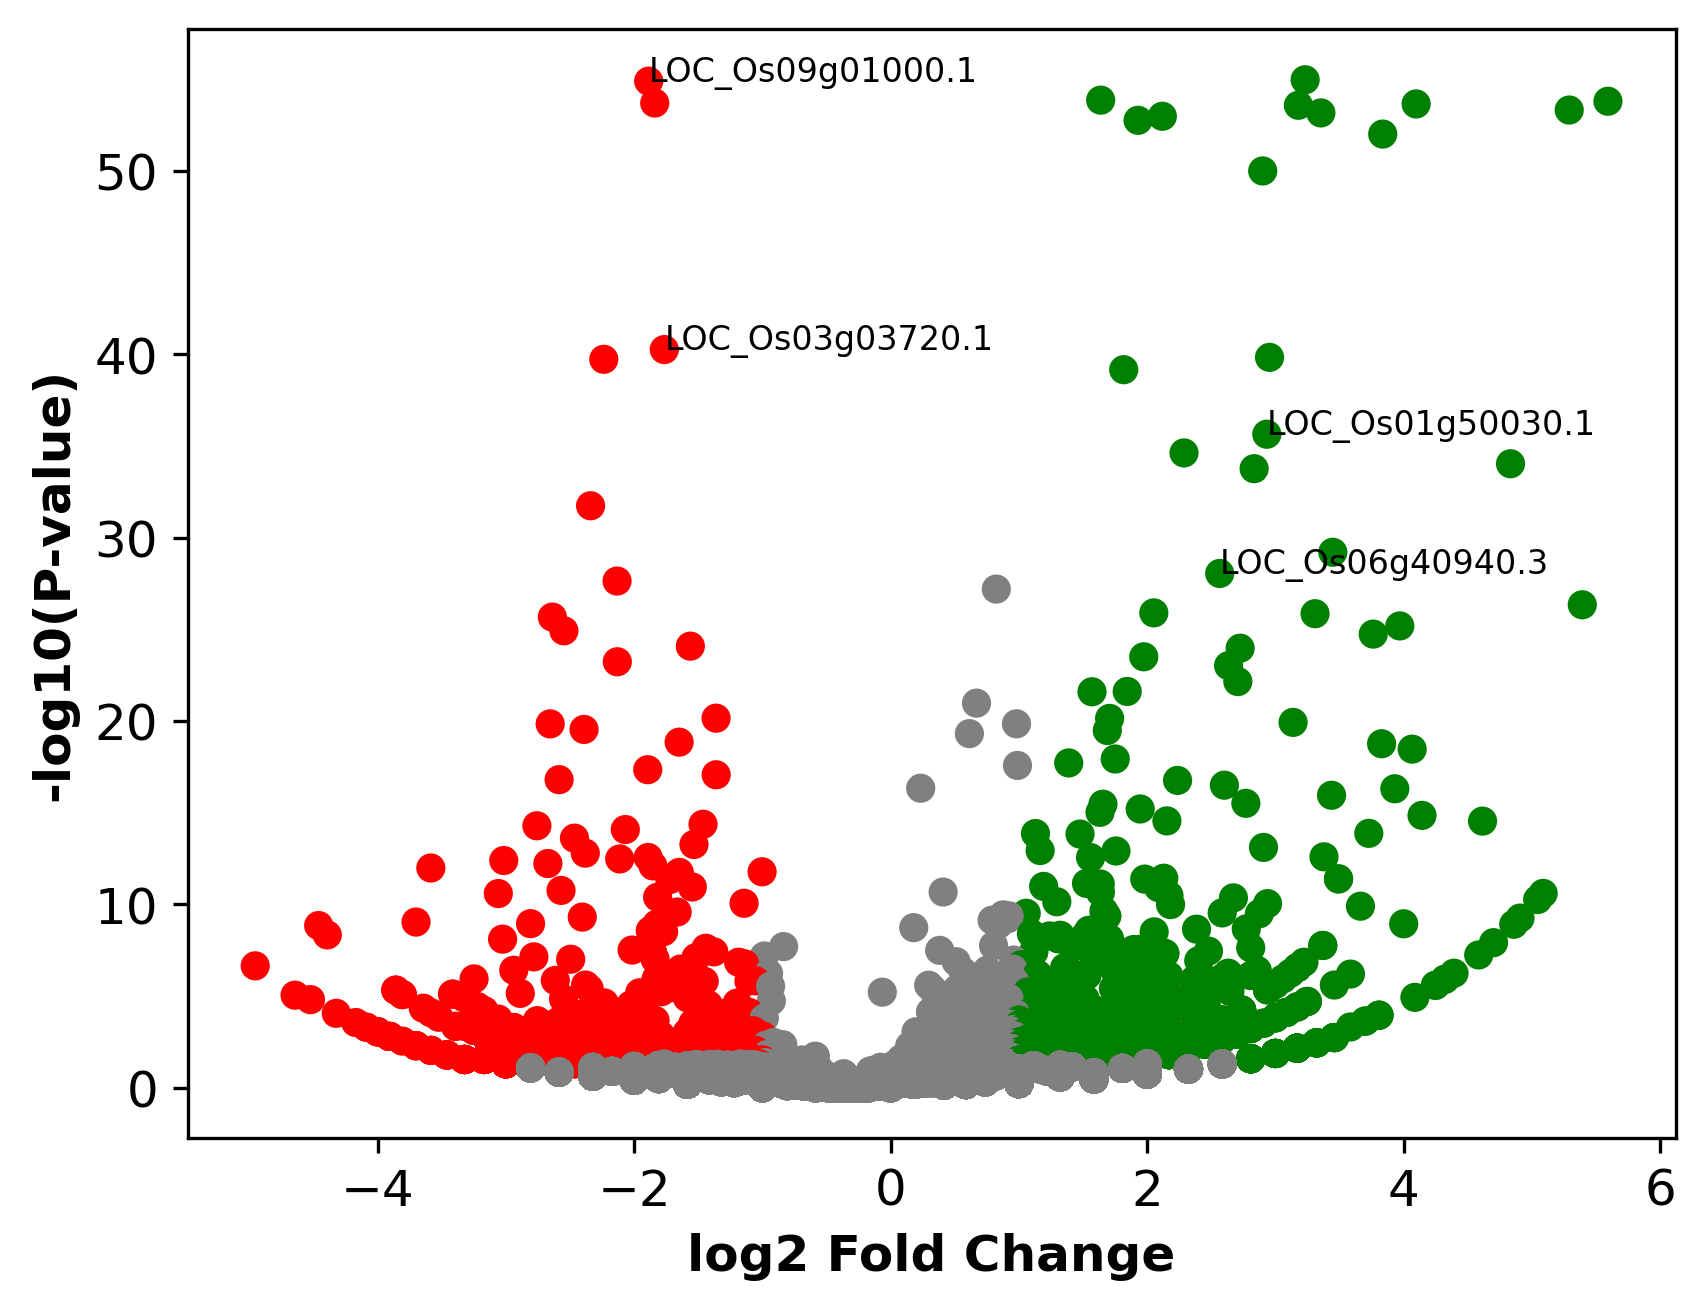 LOC_Os09g01000.1
LOC_Os03g03720.1
LOC_Os01g50030.1
LOC_Os06g40940.3
50
40
30
20
10
0
-log10(P-value)
−4 −2 0 2 4 6
log2 Fold Change